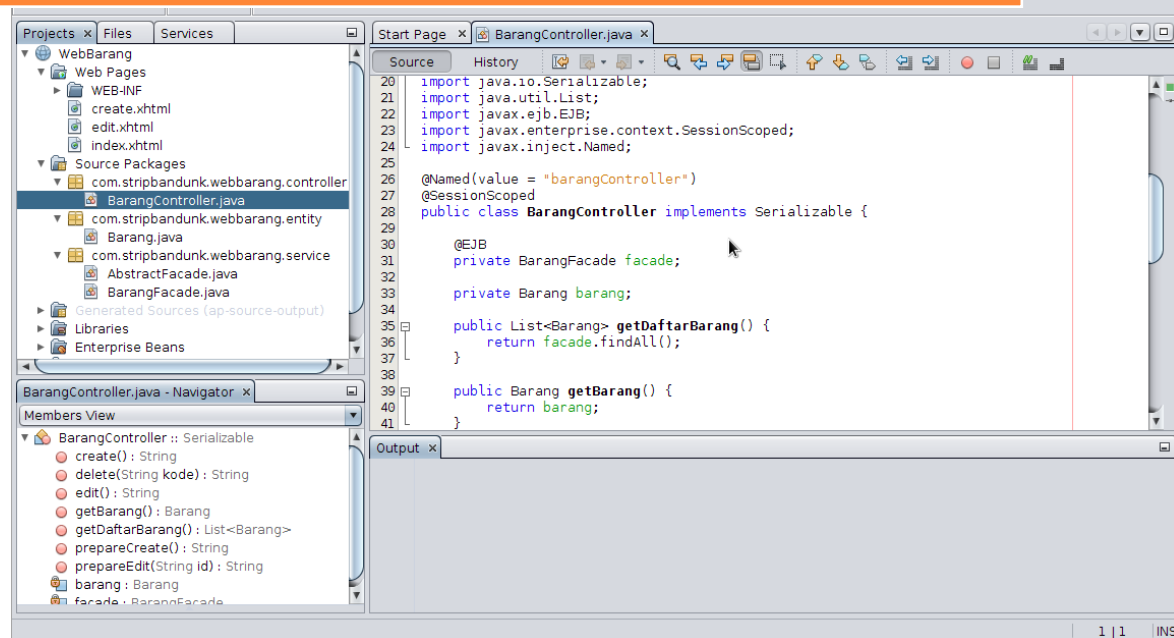 Projects × Files Services
WebBarang
Web Pages
WEB-INF
create.xhtml
edit.xhtml
index.xhtml
Source Packages
com.stripbandunk.webbarang.controller
BarangController.java
com.stripbandunk.webbarang.entity
Barang.java
com.stripbandunk.webbarang.service
AbstractFacade.java
BarangFacade.java
Generated Sources (ap-source-output)
Libraries
Enterprise Beans
BarangController.java - Navigator ×
Members View
BarangController :: Serializable
create() : String
delete(String kode) : String
edit() : String
getBarang() : Barang
getDaftarBarang() : List<Barang>
prepareCreate() : String
prepareEdit(String id) : String
barang : Barang
facade : BarangFacade
Start Page × BarangController.java ×
Source History
20 import java.io.Serializable;
21 import java.util.List;
22 import javax.ejb.EJB;
23 import javax.enterprise.context.SessionScoped;
24 import javax.inject.Named;
25
26 @Named(value = "barangController")
27 @SessionScoped
28 public class BarangController implements Serializable {
29
30 @EJB
31 private BarangFacade facade;
32
33 private Barang barang;
34
35 public List<Barang> getDaftarBarang() {
36 return facade.findAll();
37 }
38
39 public Barang getBarang() {
40 return barang;
41 }
Output ×
1 | 1 INS